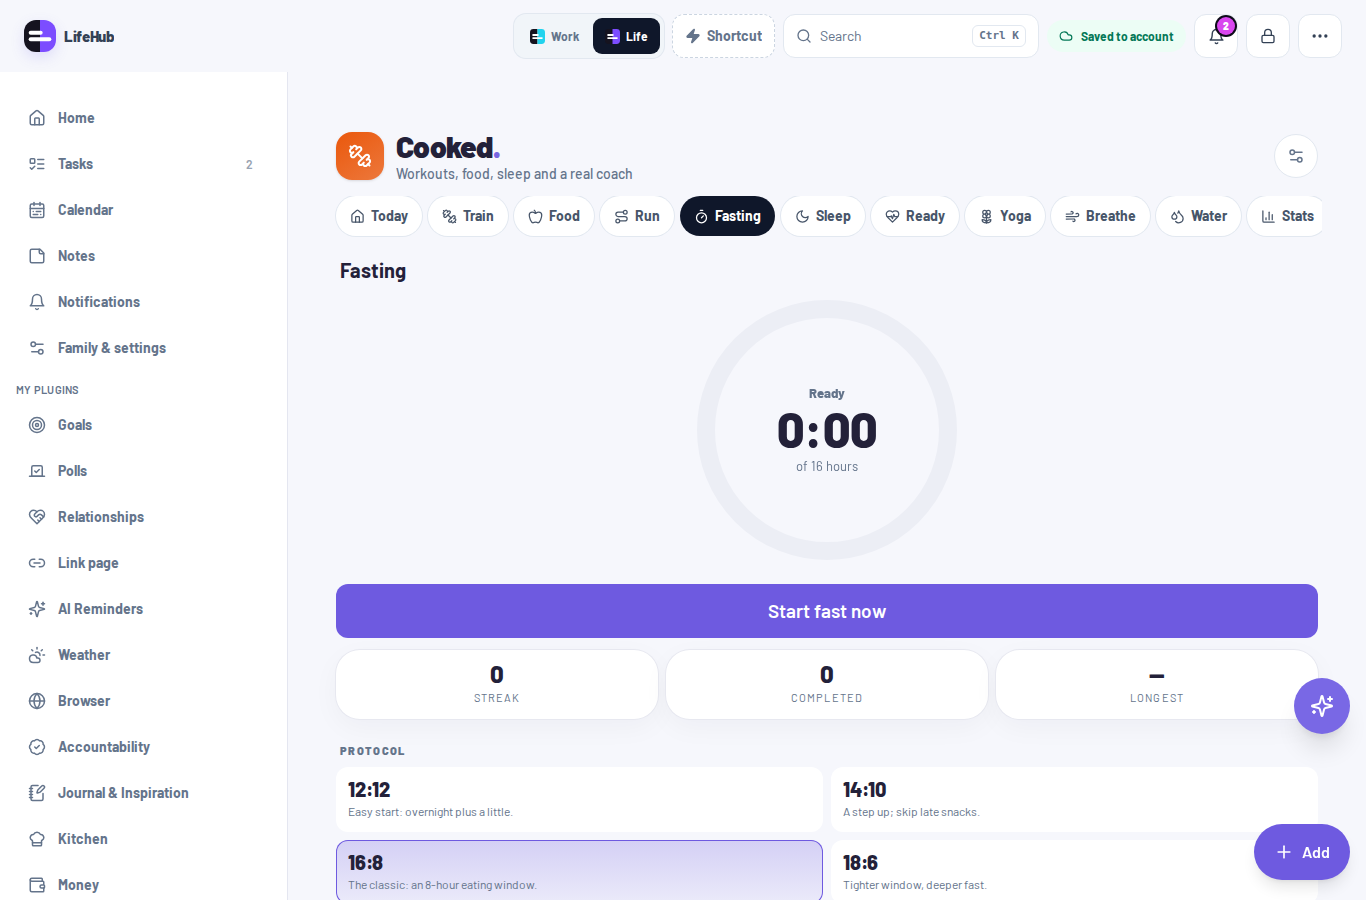 LifeHub
Work
Life
Shortcut
Search
Ctrl K
Saved to account
2
Home
Tasks
2
Calendar
Notes
Notifications
Family & settings
MY PLUGINS
Goals
Polls
Relationships
Link page
AI Reminders
Weather
Browser
Accountability
Journal & Inspiration
Kitchen
Money
Cooked.
Workouts, food, sleep and a real coach
Today
Train
Food
Run
Fasting
Sleep
Ready
Yoga
Breathe
Water
Stats
Fasting
Ready
0:00
of 16 hours
Start fast now
0
STREAK
0
COMPLETED
–
LONGEST
PROTOCOL
12:12
Easy start: overnight plus a little.
14:10
A step up; skip late snacks.
16:8
The classic: an 8-hour eating window.
18:6
Tighter window, deeper fast.
Add